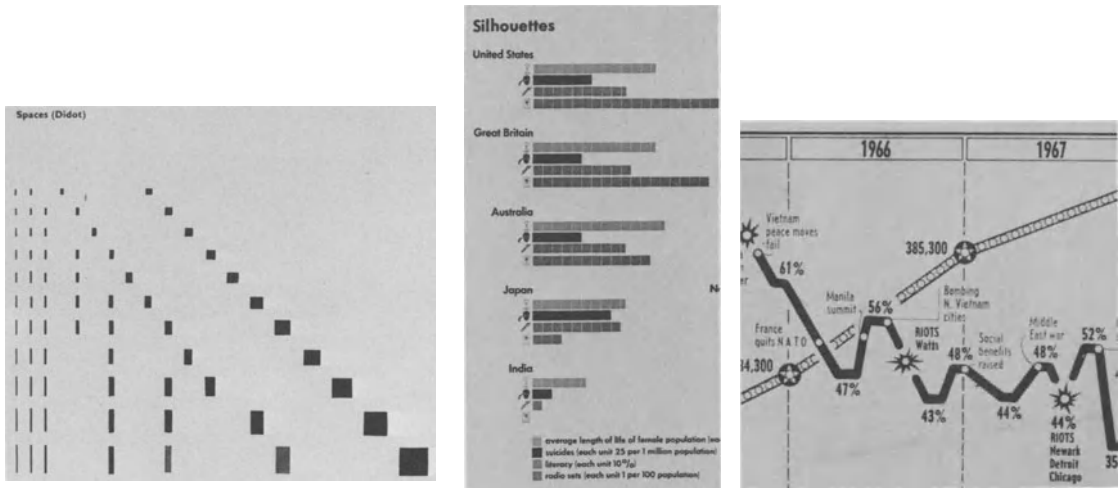 Spaces (Didot)
Silhouettes
United States
Great Britain
Australia
Japan
India
average length of life of female population
suicides (each unit 25 per 1 million population)
literacy (each unit 10%)
radio sets (each unit 1 per 100 population)
1966
1967
Vietnam
peace moves
fail
61%
385,300
Manila
summit
56%
Bombing
N. Vietnam
cities
France
quits NATO
RIOTS
Watts
34,300
47%
43%
48%
Social
benefits
raised
44%
Middle
East war
48%
52%
44%
RIOTS
Newark
Detroit
Chicago
35